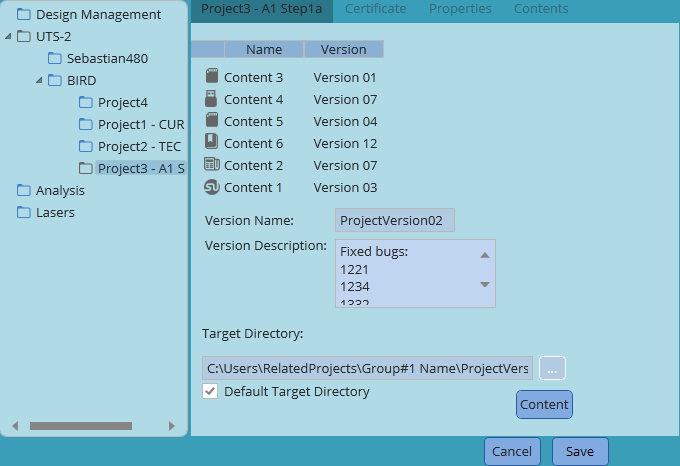 Design Management
UTS-2
Sebastian480
BIRD
Project4
Project1 - CUR
Project2 - TEC
Project3 - A1 S
Analysis
Lasers
Project3 - A1 Step1a Certificate Properties Contents
Name Version
Content 3 Version 01
Content 4 Version 07
Content 5 Version 04
Content 6 Version 12
Content 2 Version 07
Content 1 Version 03
Version Name: ProjectVersion02
Version Description: Fixed bugs:
1221
1234
1332
Target Directory:
C:\Users\RelatedProjects\Group#1 Name\ProjectVers ...
Default Target Directory
Content
Cancel Save